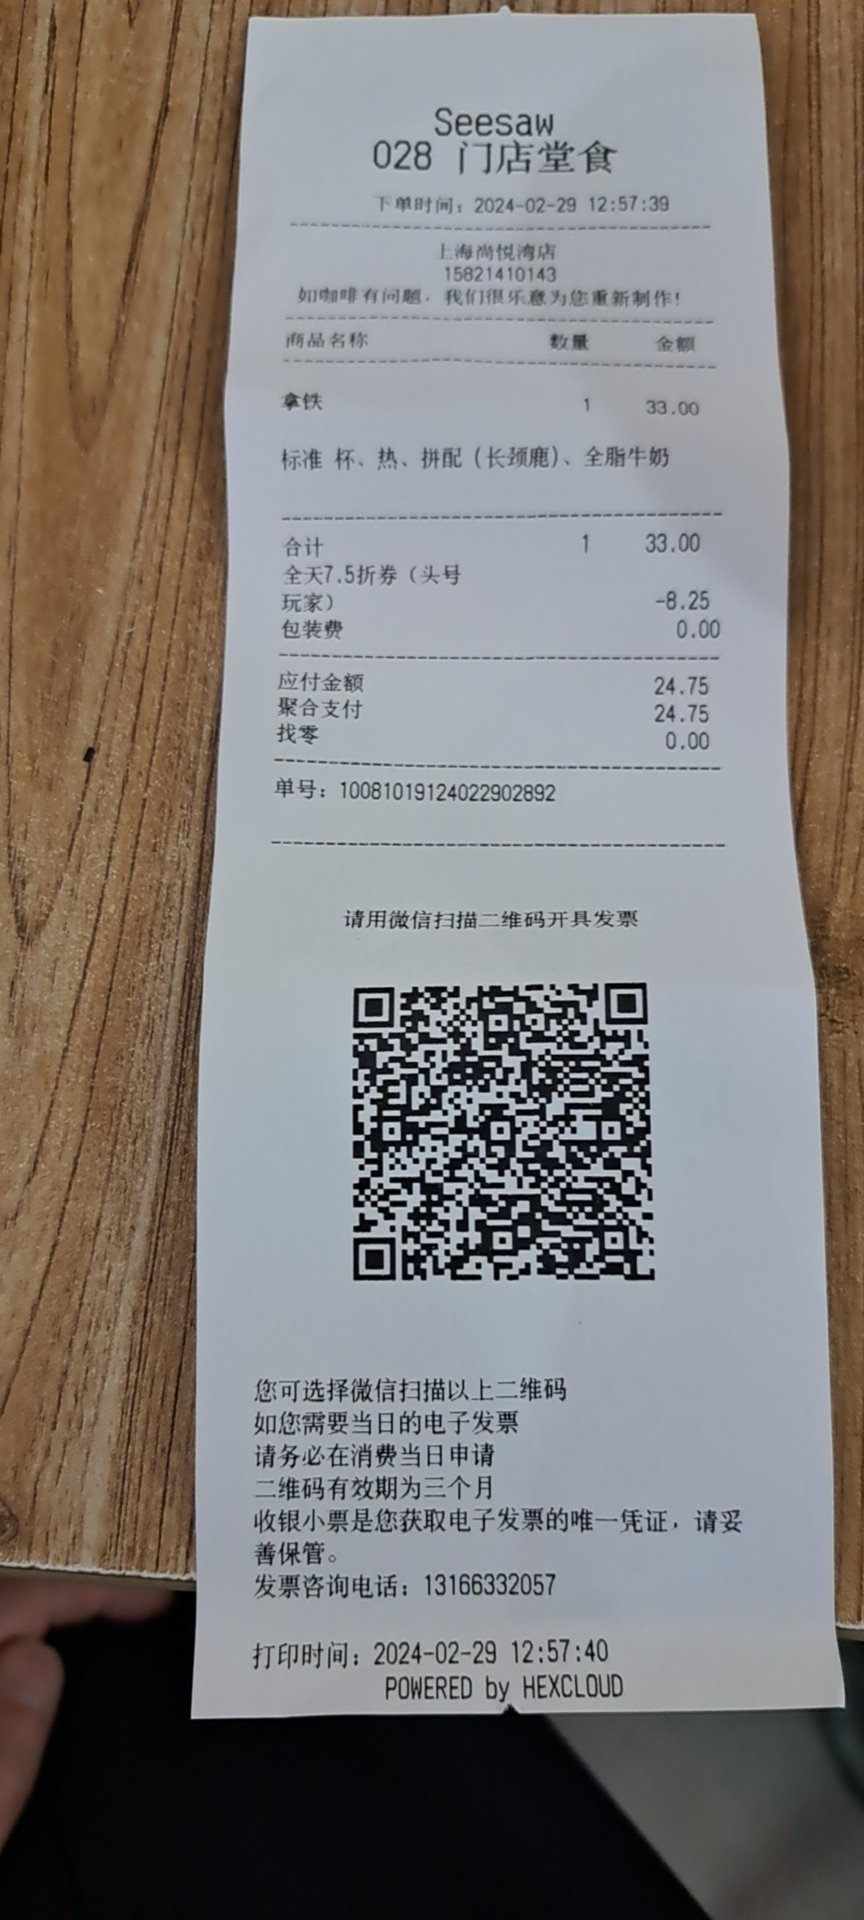 Seesaw
028 门店堂食
下单时间：2024-02-29 12:57:39
上海尚悦湾店
15821410143
如咖啡有问题，我们很乐意为您重新制作！
商品名称 数量 金额
拿铁 1 33.00
标准 杯、热、拼配（长颈鹿）、全脂牛奶
合计 1 33.00
全天7.5折券（头号
玩家） -8.25
包装费 0.00
应付金额 24.75
聚合支付 24.75
找零 0.00
单号：10081019124022902892
请用微信扫描二维码开具发票
您可选择微信扫描以上二维码
如您需要当日的电子发票
请务必在消费当日申请
二维码有效期为三个月
收银小票是您获取电子发票的唯一凭证，请妥
善保管。
发票咨询电话：13166332057
打印时间：2024-02-29 12:57:40
POWERED by HEXCLOUD